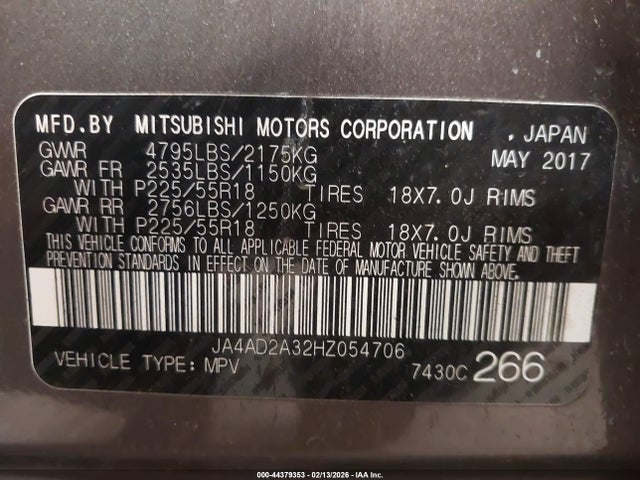 MFD.BY MITSUBISHI MOTORS CORPORATION , JAPAN
GVWR 4795LBS/2175KG MAY 2017
GAWR FR 2535LBS/1150KG
WITH P225/55R18 TIRES 18X7.0J RIMS
GAWR RR 2756LBS/1250KG
WITH P225/55R18 TIRES 18X7.0J RIMS
THIS VEHICLE CONFORMS TO ALL APPLICABLE FEDERAL MOTOR VEHICLE SAFETY AND THEFT
PREVENTION STANDARDS IN EFFECT ON THE DATE OF MANUFACTURE SHOWN ABOVE.
JA4AD2A32HZ054706
VEHICLE TYPE: MPV 7430C 266
000-44379353 - 02/13/2026 - IAA Inc.